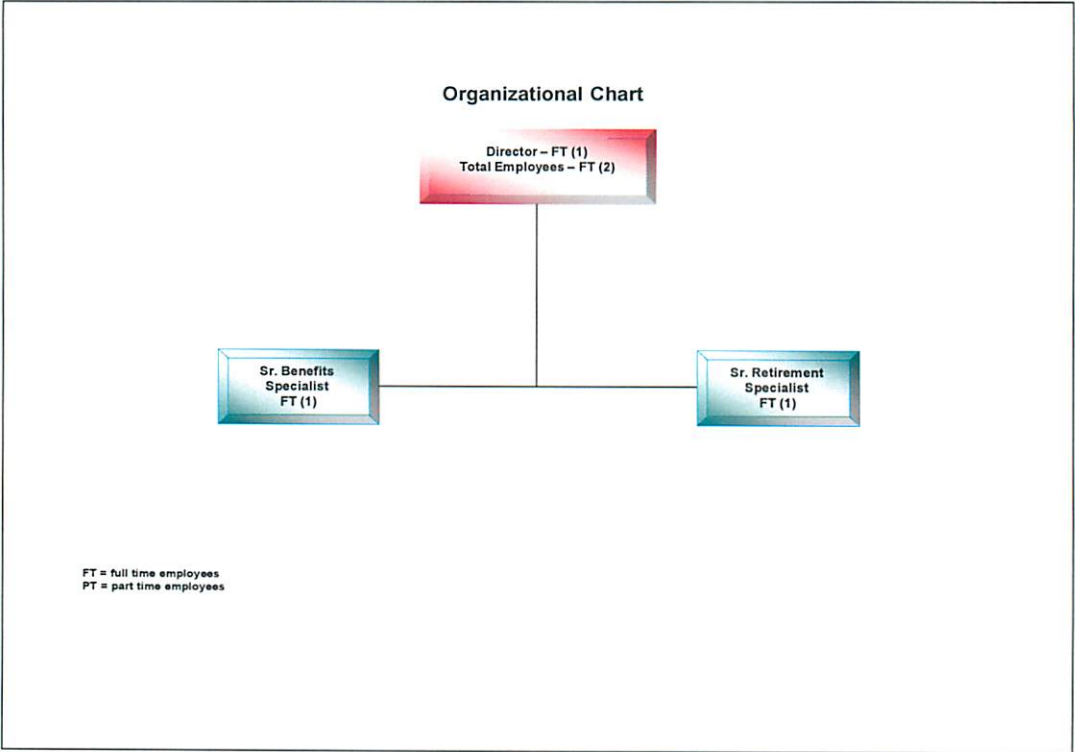 Organizational Chart
Director – FT (1)
Total Employees – FT (2)
Sr. Benefits
Specialist
FT (1)
Sr. Retirement
Specialist
FT (1)
FT = full time employees
PT = part time employees